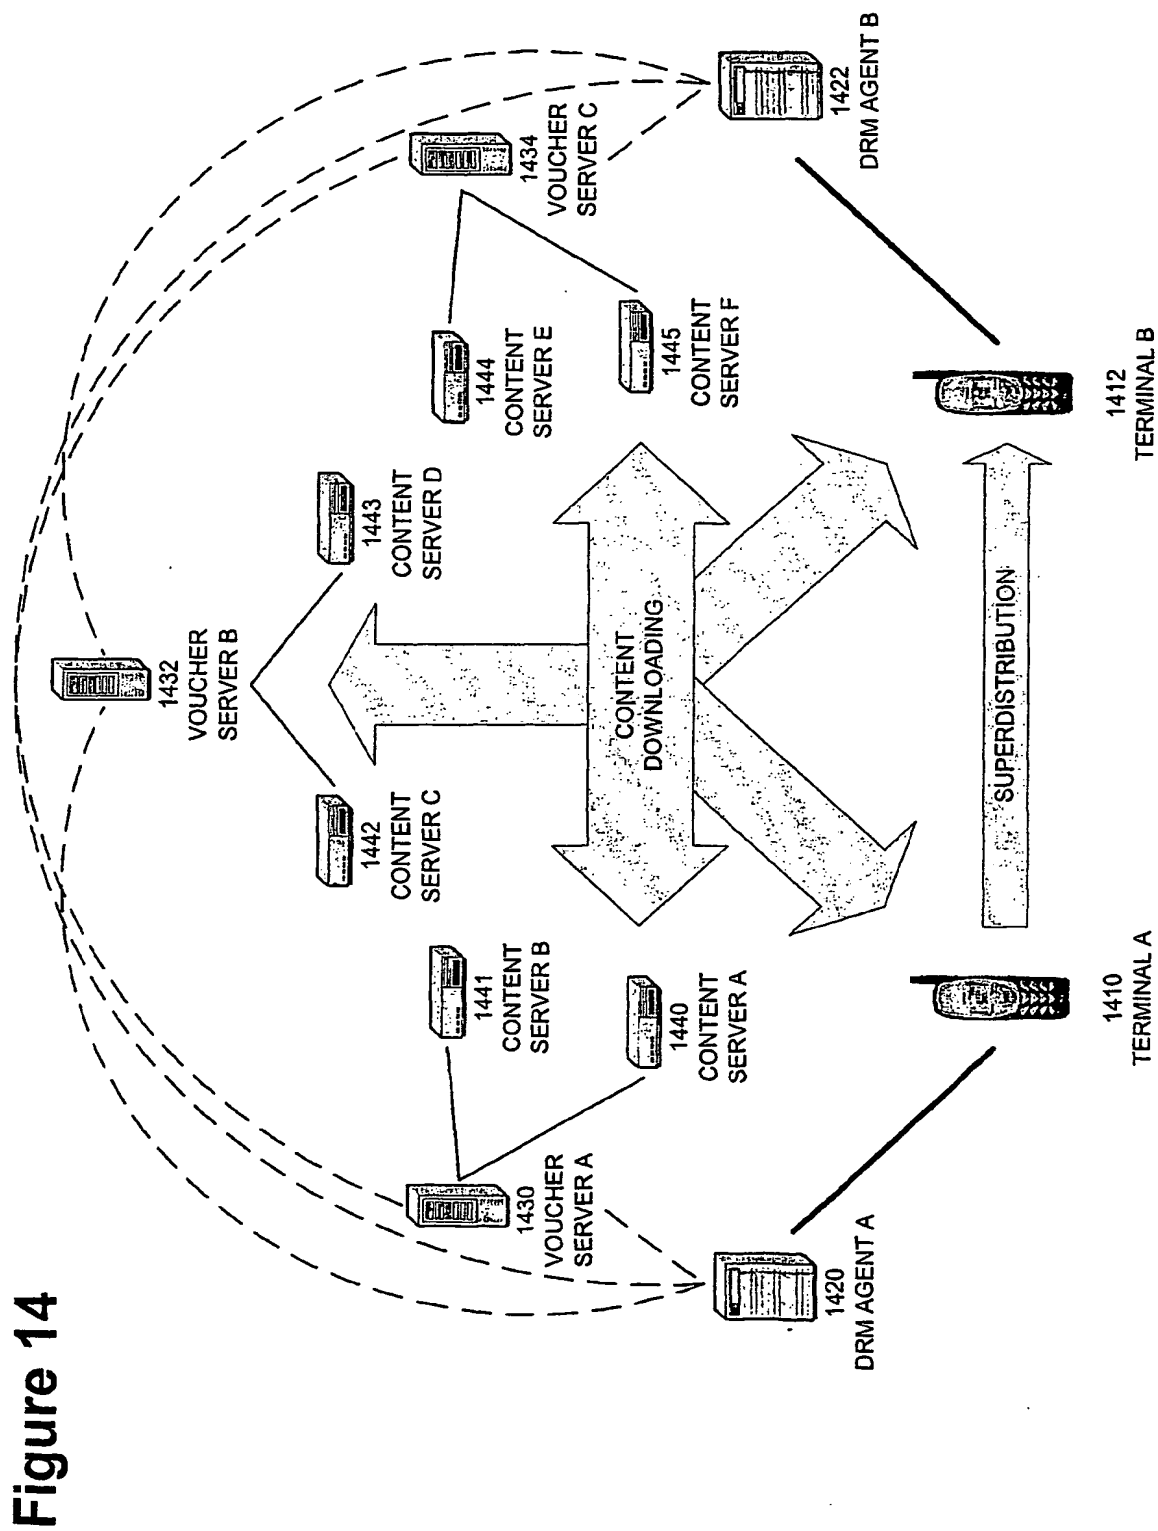 Figure 14
1432
VOUCHER
SERVER B
1442
CONTENT
SERVER C
1443
CONTENT
SERVER D
1430
VOUCHER
SERVER A
1441
CONTENT
SERVER B
1444
CONTENT
SERVER E
1434
VOUCHER
SERVER C
1440
CONTENT
SERVER A
CONTENT
DOWNLOADING
1445
CONTENT
SERVER F
1420
DRM AGENT A
1422
DRM AGENT B
SUPERDISTRIBUTION
1410
TERMINAL A
1412
TERMINAL B